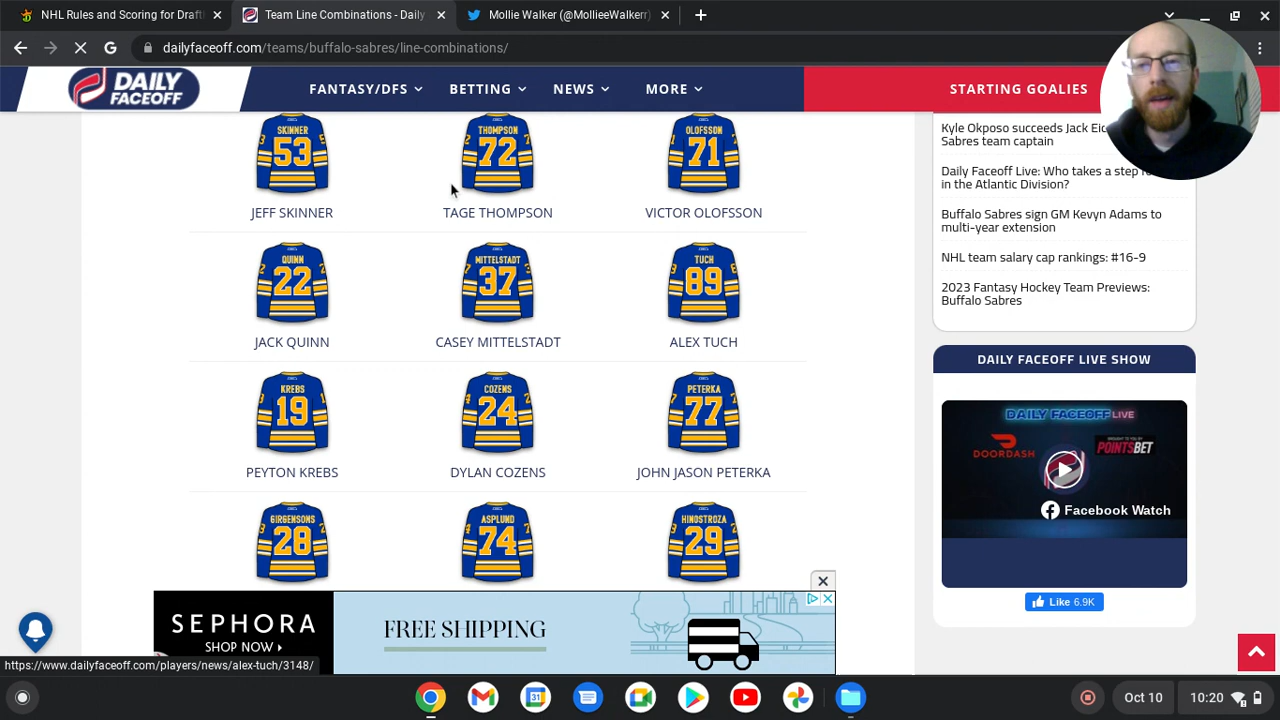 NHL Rules and Scoring for Draft
Team Line Combinations - Daily
Mollie Walker (@MollieeWalkerr)
dailyfaceoff.com/teams/buffalo-sabres/line-combinations/
DAILY FACEOFF
FANTASY/DFS
BETTING
NEWS
MORE
STARTING GOALIES
SKINNER
53
THOMPSON
72
OLOFSSON
71
JEFF SKINNER
TAGE THOMPSON
VICTOR OLOFSSON
QUINN
22
MITTELSTADT
37
TUCH
89
JACK QUINN
CASEY MITTELSTADT
ALEX TUCH
KREBS
19
COZENS
24
PETERKA
77
PEYTON KREBS
DYLAN COZENS
JOHN JASON PETERKA
GIRGENSONS
28
ASPLUND
74
HINOSTROZA
29
Kyle Okposo succeeds Jack
Sabres team captain
Daily Faceoff Live: Who takes a step
in the Atlantic Division?
Buffalo Sabres sign GM Kevyn Adams to
multi-year extension
NHL team salary cap rankings: #16-9
2023 Fantasy Hockey Team Previews:
Buffalo Sabres
DAILY FACEOFF LIVE SHOW
DAILY FACEOFF LIVE
DOORDASH
BROUGHT TO YOU BY
POINTSBET
Facebook Watch
Like 6.9K
SEPHORA
SHOP NOW
FREE SHIPPING
https://www.dailyfaceoff.com/players/news/alex-tuch/3148/
31
Oct 10
10:20